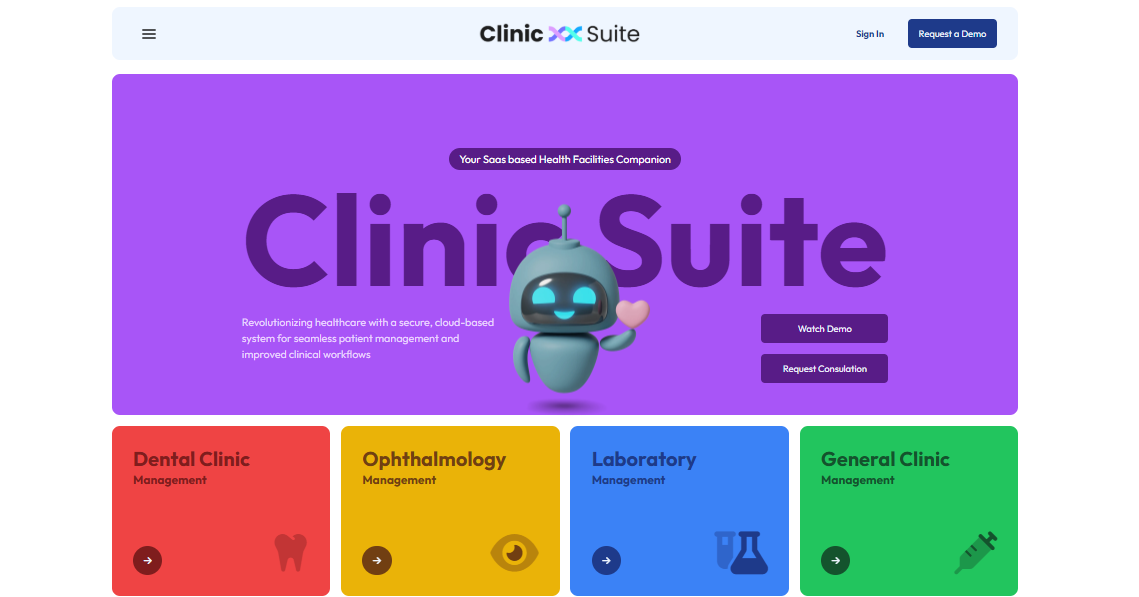 Clinic Suite
Sign In
Request a Demo
Your Saas based Health Facilities Companion
Clinic Suite
Revolutionizing healthcare with a secure, cloud-based
system for seamless patient management and
improved clinical workflows
Watch Demo
Request Consulation
Dental Clinic
Management
Ophthalmology
Management
Laboratory
Management
General Clinic
Management